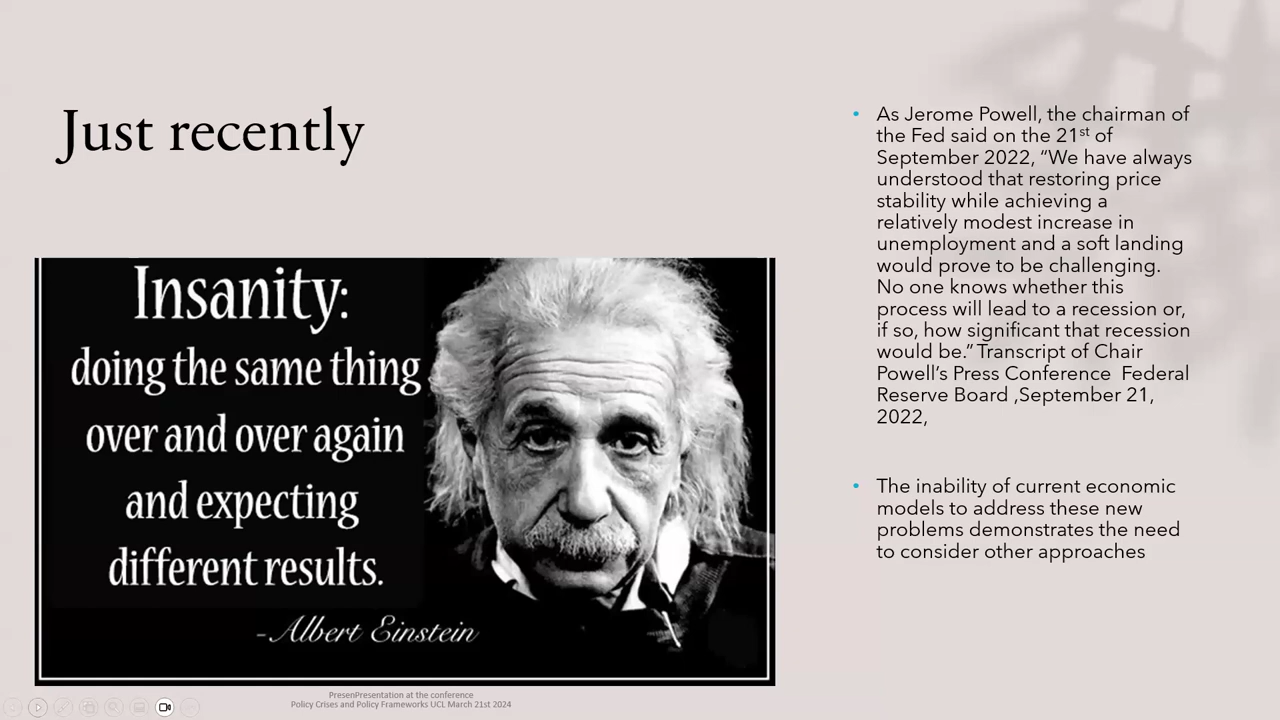 Just recently
Insanity:
doing the same thing
over and over again
and expecting
different results.
-Albert Einstein
• As Jerome Powell, the chairman of
the Fed said on the 21st of
September 2022, “We have always
understood that restoring price
stability while achieving a
relatively modest increase in
unemployment and a soft landing
would prove to be challenging.
No one knows whether this
process will lead to a recession or,
if so, how significant that recession
would be.” Transcript of Chair
Powell’s Press Conference  Federal
Reserve Board ,September 21,
2022,
• The inability of current economic
models to address these new
problems demonstrates the need
to consider other approaches
PresenPresentation at the conference
Policy Crises and Policy Frameworks UCL March 21st 2024